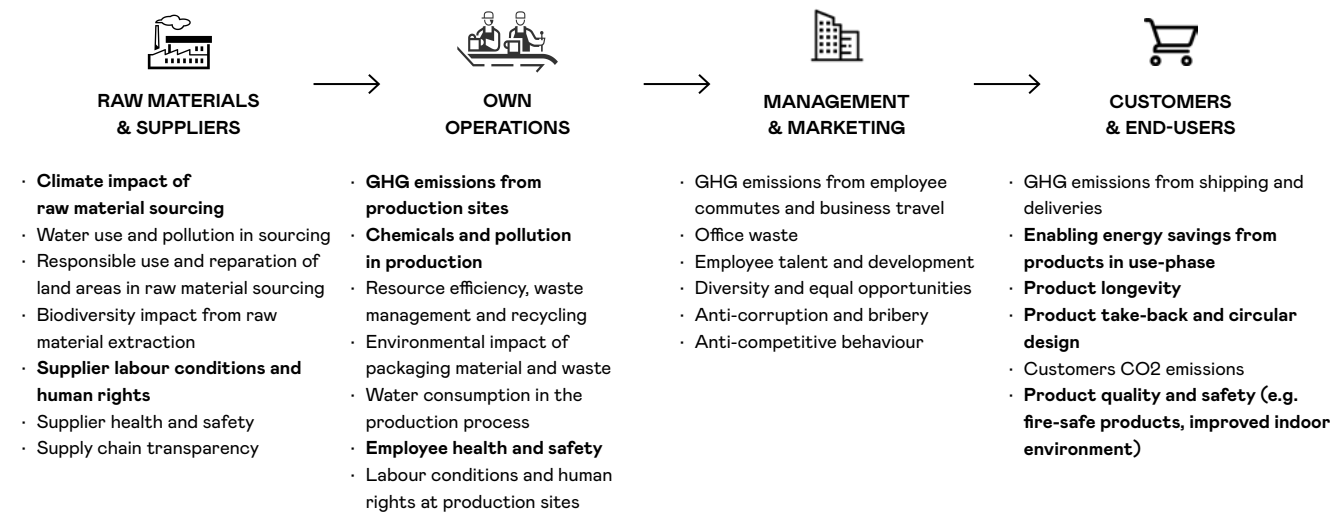 RAW MATERIALS
& SUPPLIERS
· Climate impact of
raw material sourcing
· Water use and pollution in sourcing
· Responsible use and reparation of
land areas in raw material sourcing
· Biodiversity impact from raw
material extraction
· Supplier labour conditions and
human rights
· Supplier health and safety
· Supply chain transparency
OWN
OPERATIONS
· GHG emissions from
production sites
· Chemicals and pollution
in production
· Resource efficiency, waste
management and recycling
· Environmental impact of
packaging material and waste
· Water consumption in the
production process
· Employee health and safety
· Labour conditions and human
rights at production sites
MANAGEMENT
& MARKETING
· GHG emissions from employee
commutes and business travel
· Office waste
· Employee talent and development
· Diversity and equal opportunities
· Anti-corruption and bribery
· Anti-competitive behaviour
CUSTOMERS
& END-USERS
· GHG emissions from shipping and
deliveries
· Enabling energy savings from
products in use-phase
· Product longevity
· Product take-back and circular
design
· Customers CO2 emissions
· Product quality and safety (e.g.
fire-safe products, improved indoor
environment)